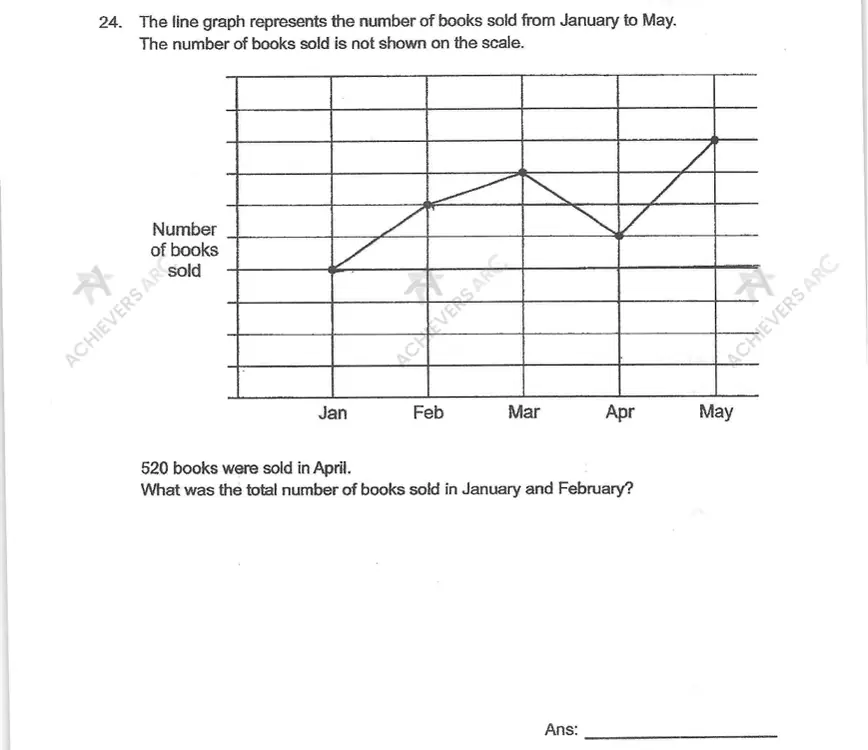 24. The line graph represents the number of books sold from January to May.
The number of books sold is not shown on the scale.
Number
of books
sold
ACHIEVERS ARC
ACHIEVERS ARC
ACHIEVERS ARC
Jan Feb Mar Apr May
520 books were sold in April.
What was the total number of books sold in January and February?
Ans: